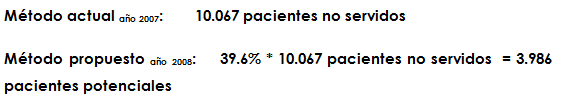 Método actual año 2007: 10.067 pacientes no servidos
Método propuesto año 2008: 39.6% * 10.067 pacientes no servidos = 3.986
pacientes potenciales